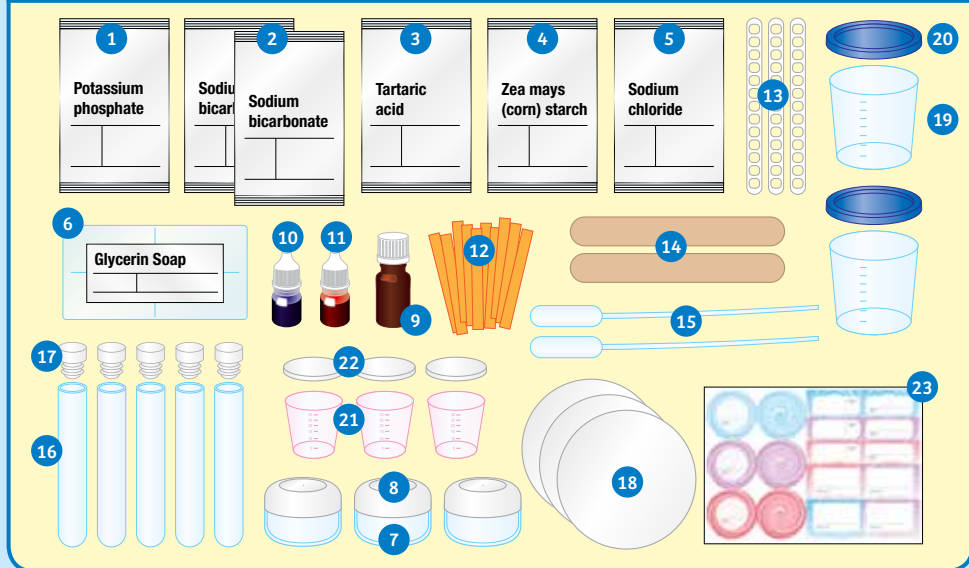 1
Potassium
phosphate
2
Sodiu
bicar
Sodium
bicarbonate
3
Tartaric
acid
4
Zea mays
(corn) starch
5
Sodium
chloride
13
20
19
6
Glycerin Soap
10
11
9
12
14
15
17
16
22
21
8
7
18
23